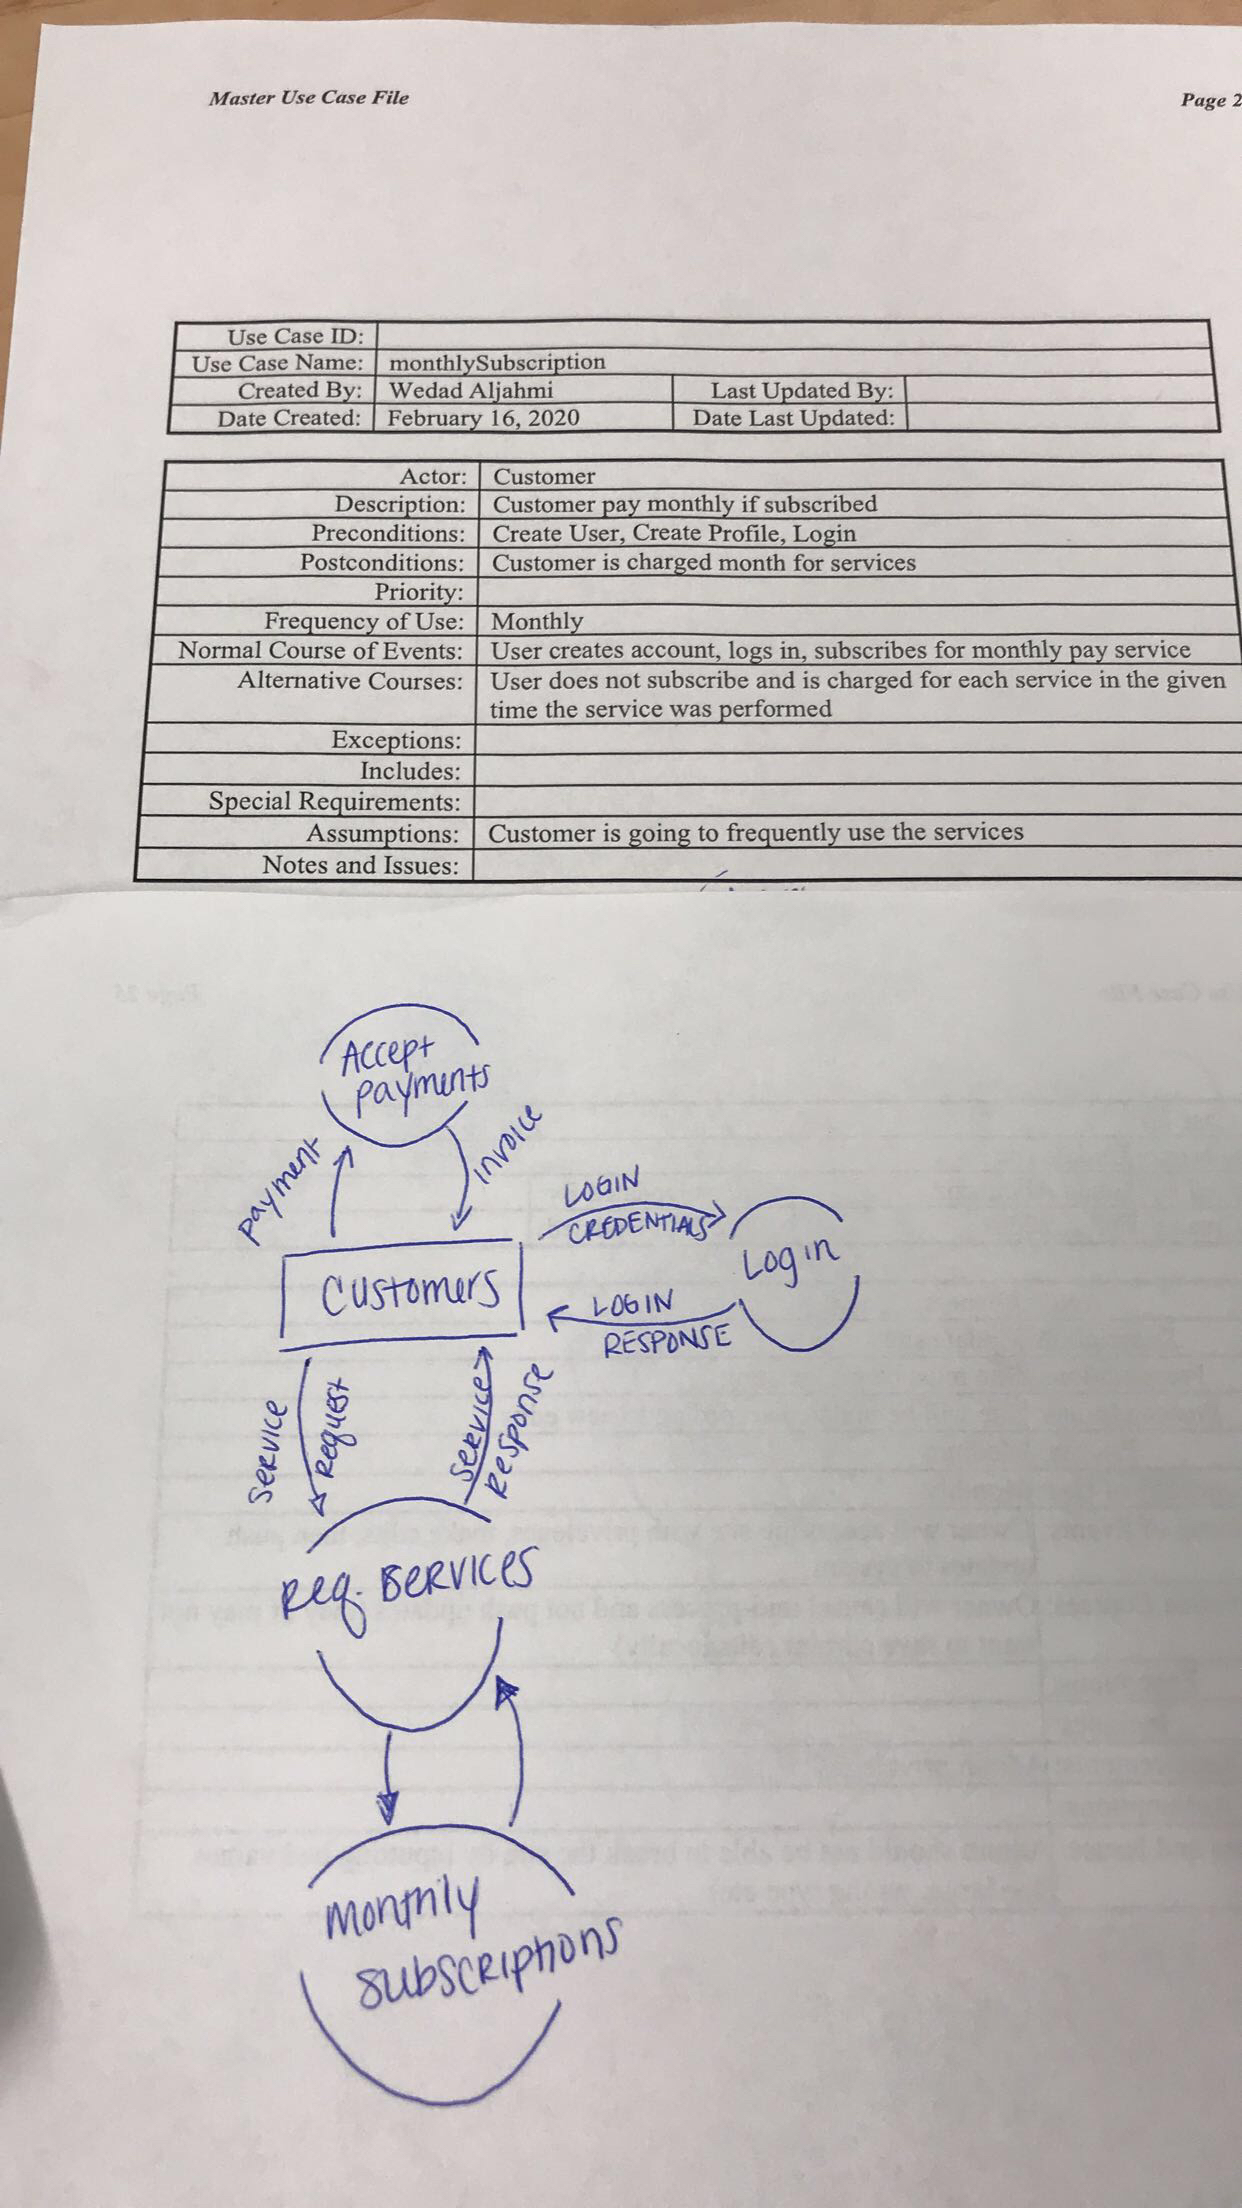 Master Use Case File Page 2
Use Case ID:
Use Case Name: monthlySubscription
Created By: Wedad Aljahmi Last Updated By:
Date Created: February 16, 2020 Date Last Updated:
Actor: Customer
Description: Customer pay monthly if subscribed
Preconditions: Create User, Create Profile, Login
Postconditions: Customer is charged month for services
Priority:
Frequency of Use: Monthly
Normal Course of Events: User creates account, logs in, subscribes for monthly pay service
Alternative Courses: User does not subscribe and is charged for each service in the given
time the service was performed
Exceptions:
Includes:
Special Requirements:
Assumptions: Customer is going to frequently use the services
Notes and Issues:
Accept
payments
payment
invoice
LOGIN
CREDENTIALS
Login
Customers
LOGIN
RESPONSE
SERVICE
Request
SERVICE
Response
Req. SERVICES
Monthly
SUBSCRIPTIONS